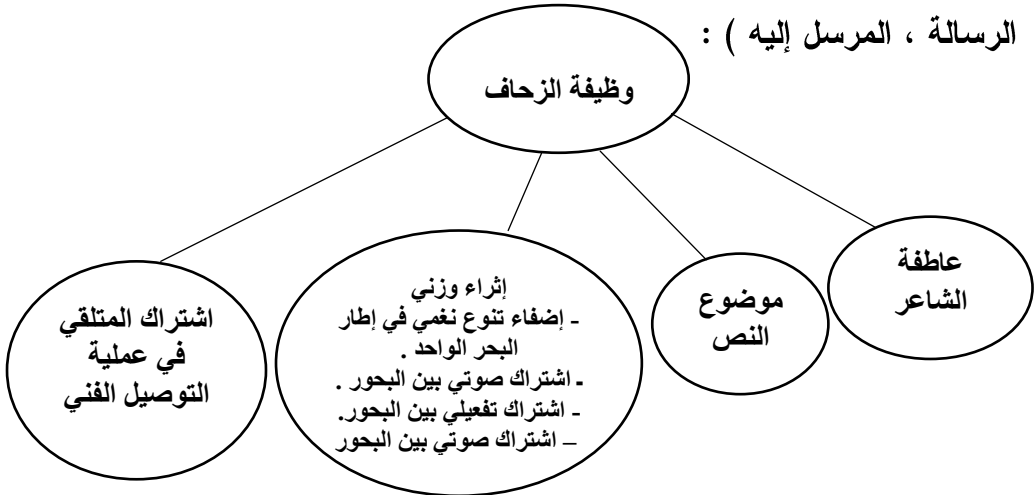 الرسالة ، المرسل إليه ) :
وظيفة الزحاف
عاطفة
الشاعر
موضوع
النص
إثراء وزني
- إضفاء تنوع نغمي في إطار
البحر الواحد .
- اشتراك صوتي بين البحور .
- اشتراك تفعيلي بين البحور.
– اشتراك صوتي بين البحور
اشتراك المتلقي
في عملية
التوصيل الفني